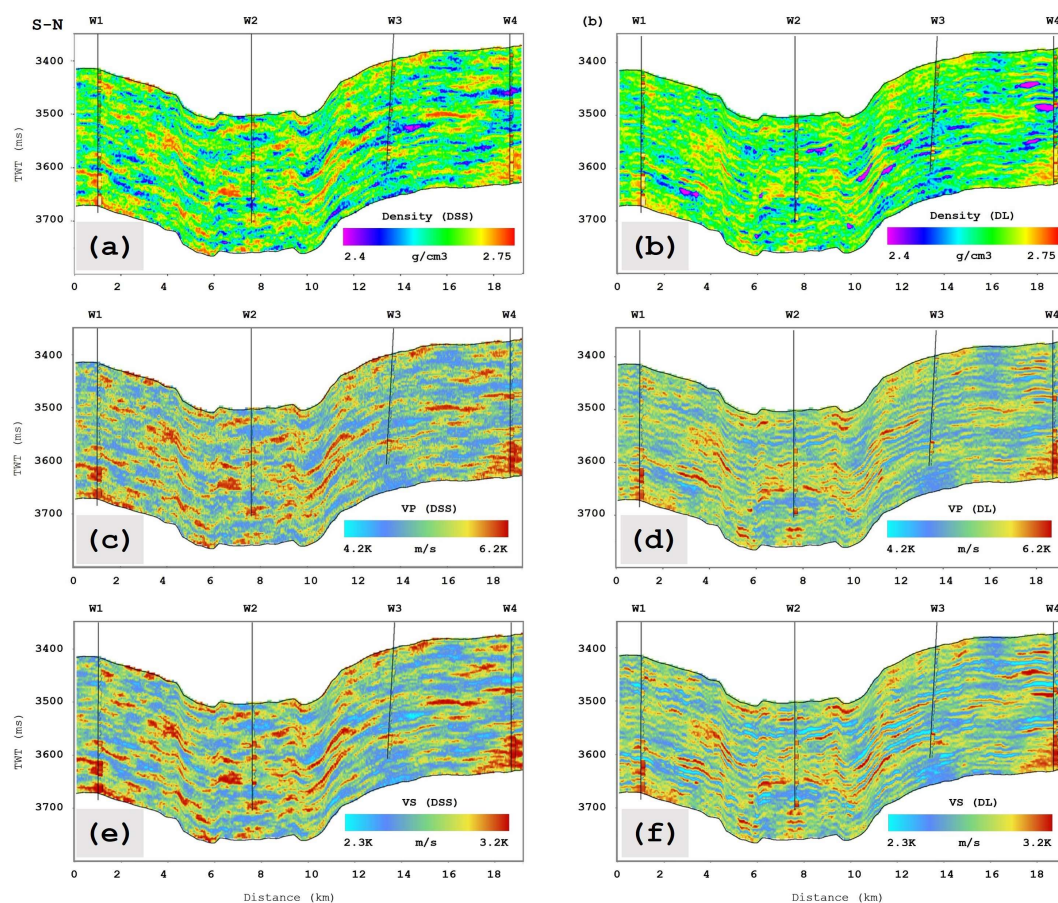 S-N W1 W2 W3 W4
3400
3500
3600
3700
TWT (ms)
Density (DSS)
2.4 g/cm3 2.75
(a)
0 2 4 6 8 10 12 14 16 18
(b) W1 W2 W3 W4
3400
3500
3600
3700
Density (DL)
2.4 g/cm3 2.75
(b)
0 2 4 6 8 10 12 14 16 18
W1 W2 W3 W4
3400
3500
3600
3700
TWT (ms)
VP (DSS)
4.2K m/s 6.2K
(c)
0 2 4 6 8 10 12 14 16 18
W1 W2 W3 W4
3400
3500
3600
3700
VP (DL)
4.2K m/s 6.2K
(d)
0 2 4 6 8 10 12 14 16 18
W1 W2 W3 W4
3400
3500
3600
3700
TWT (ms)
VS (DSS)
2.3K m/s 3.2K
(e)
0 2 4 6 8 10 12 14 16 18
Distance (km)
W1 W2 W3 W4
3400
3500
3600
3700
VS (DL)
2.3K m/s 3.2K
(f)
0 2 4 6 8 10 12 14 16 18
Distance (km)